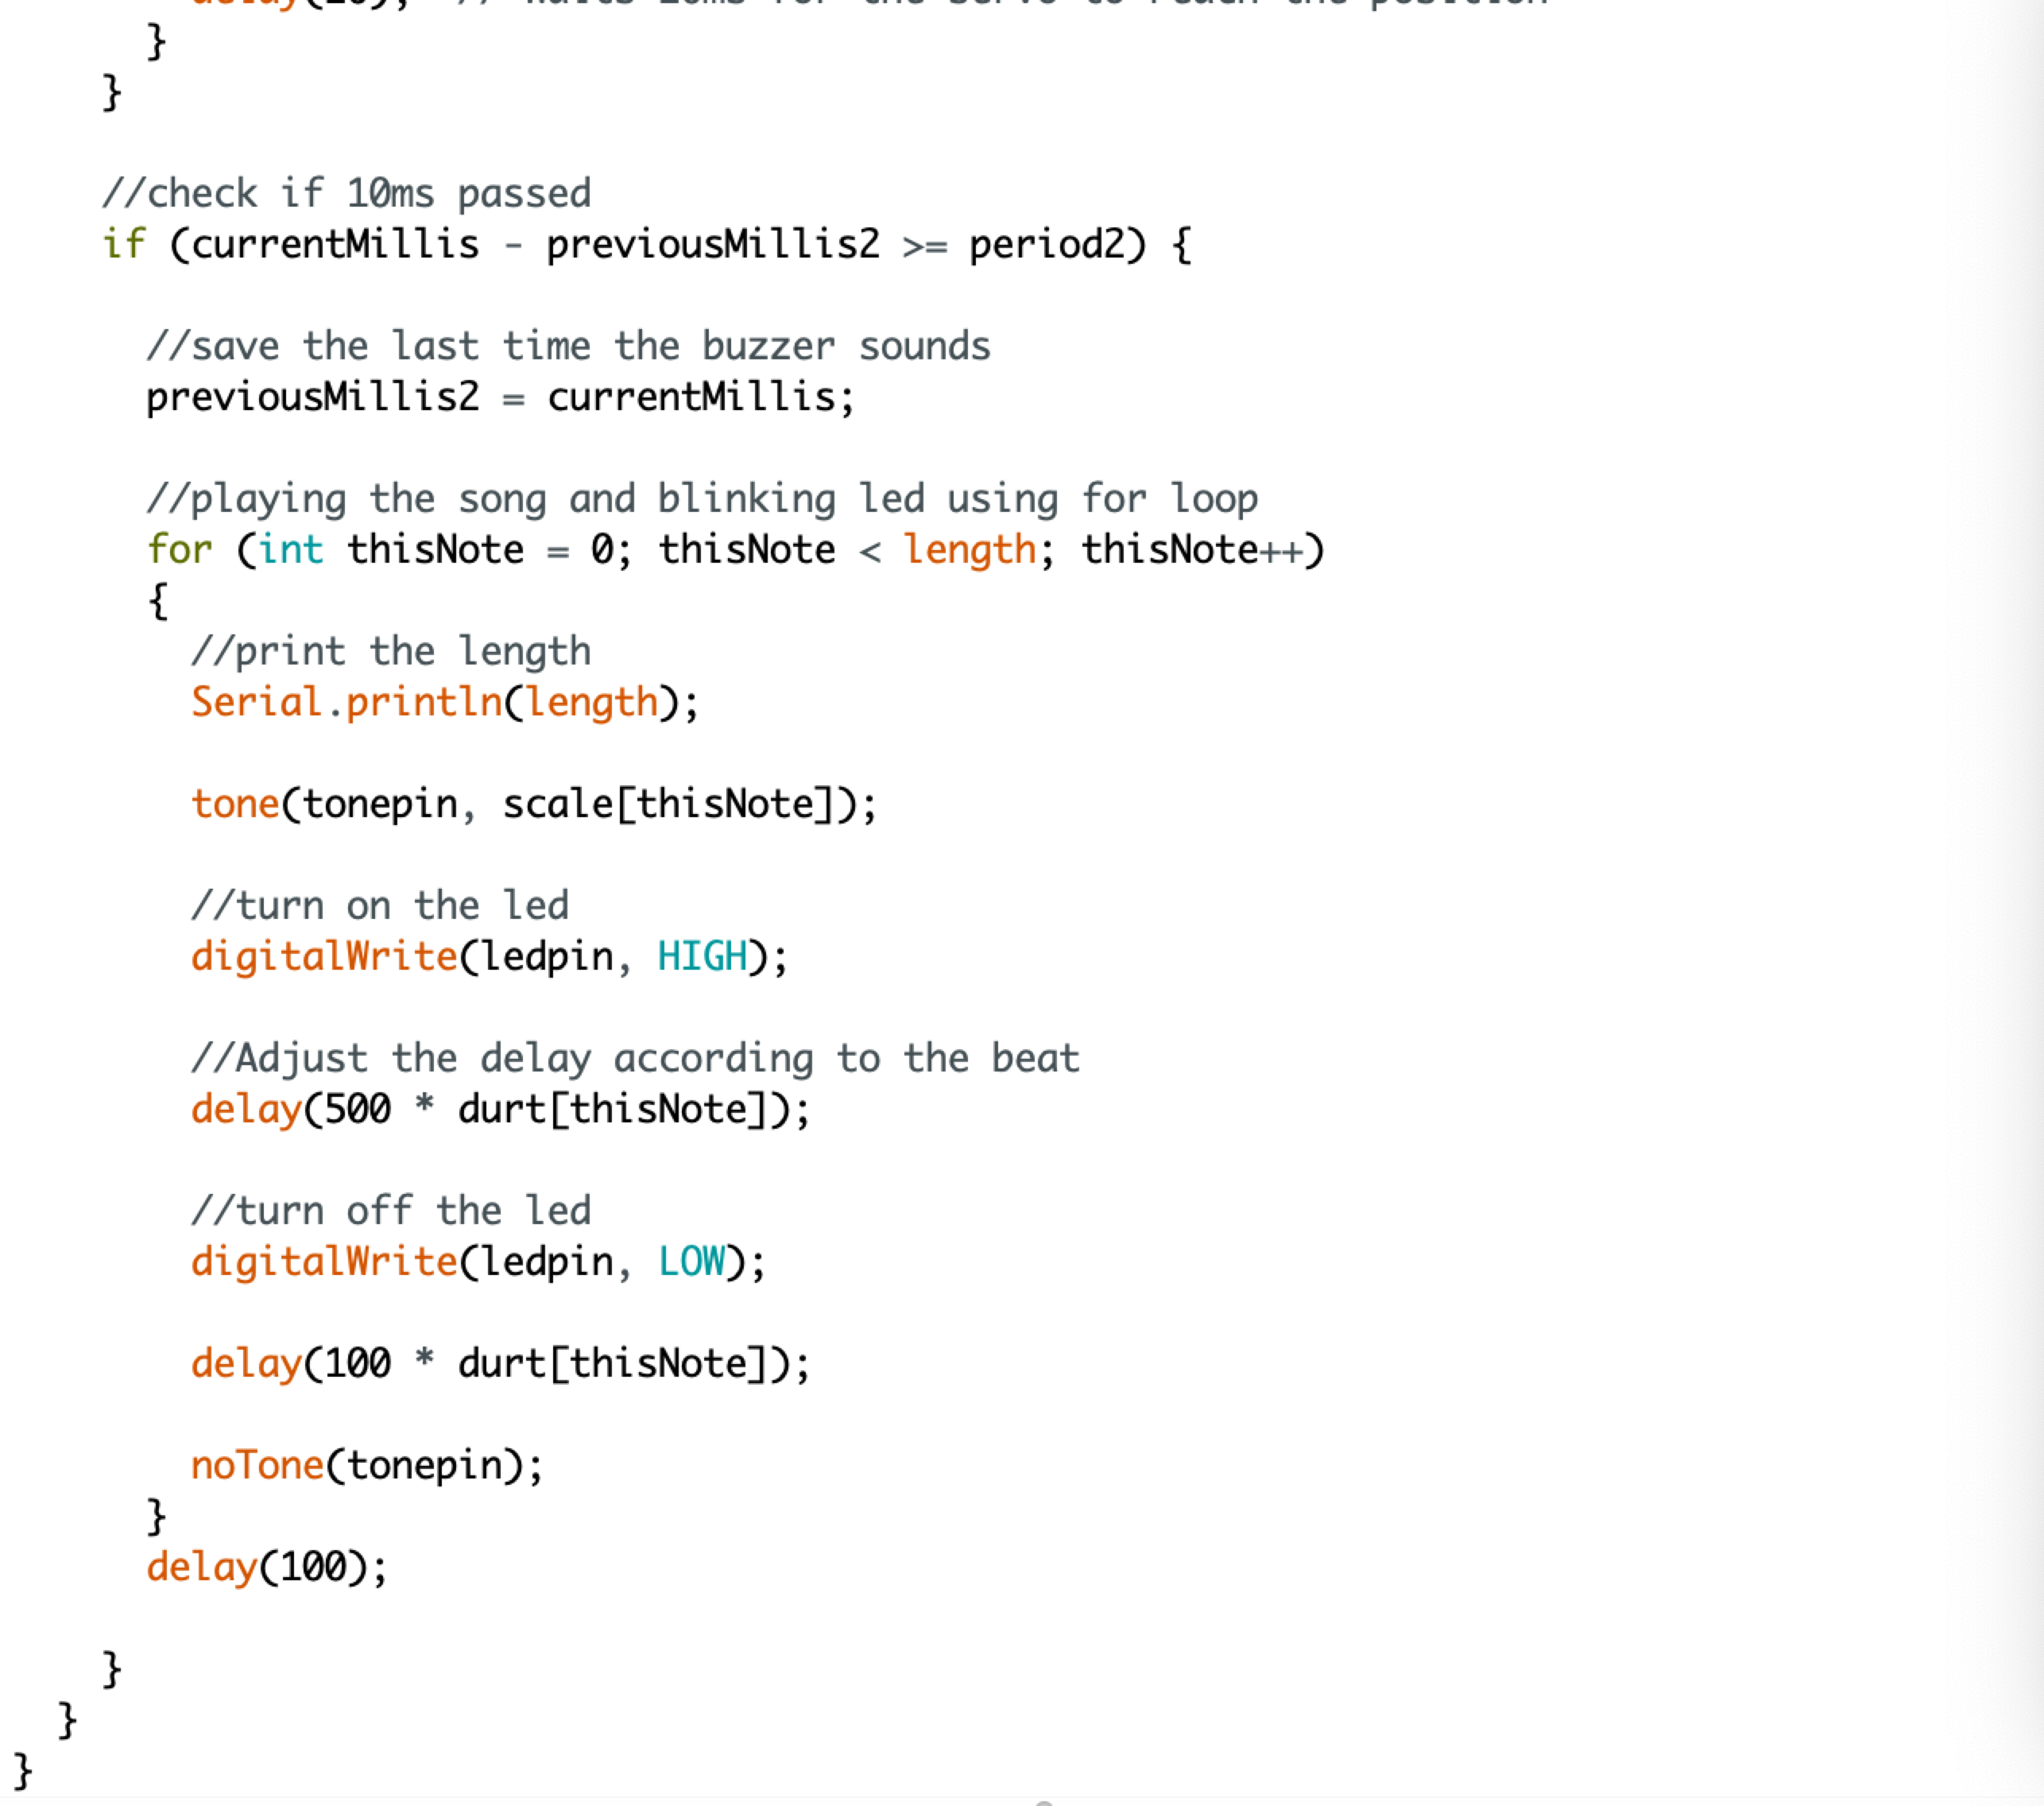 }
}
//check if 10ms passed
if (currentMillis - previousMillis2 >= period2) {
//save the last time the buzzer sounds
previousMillis2 = currentMillis;
//playing the song and blinking led using for loop
for (int thisNote = 0; thisNote < length; thisNote++)
{
//print the length
Serial.println(length);
tone(tonepin, scale[thisNote]);
//turn on the led
digitalWrite(ledpin, HIGH);
//Adjust the delay according to the beat
delay(500 * durt[thisNote]);
//turn off the led
digitalWrite(ledpin, LOW);
delay(100 * durt[thisNote]);
noTone(tonepin);
}
delay(100);
}
}
}